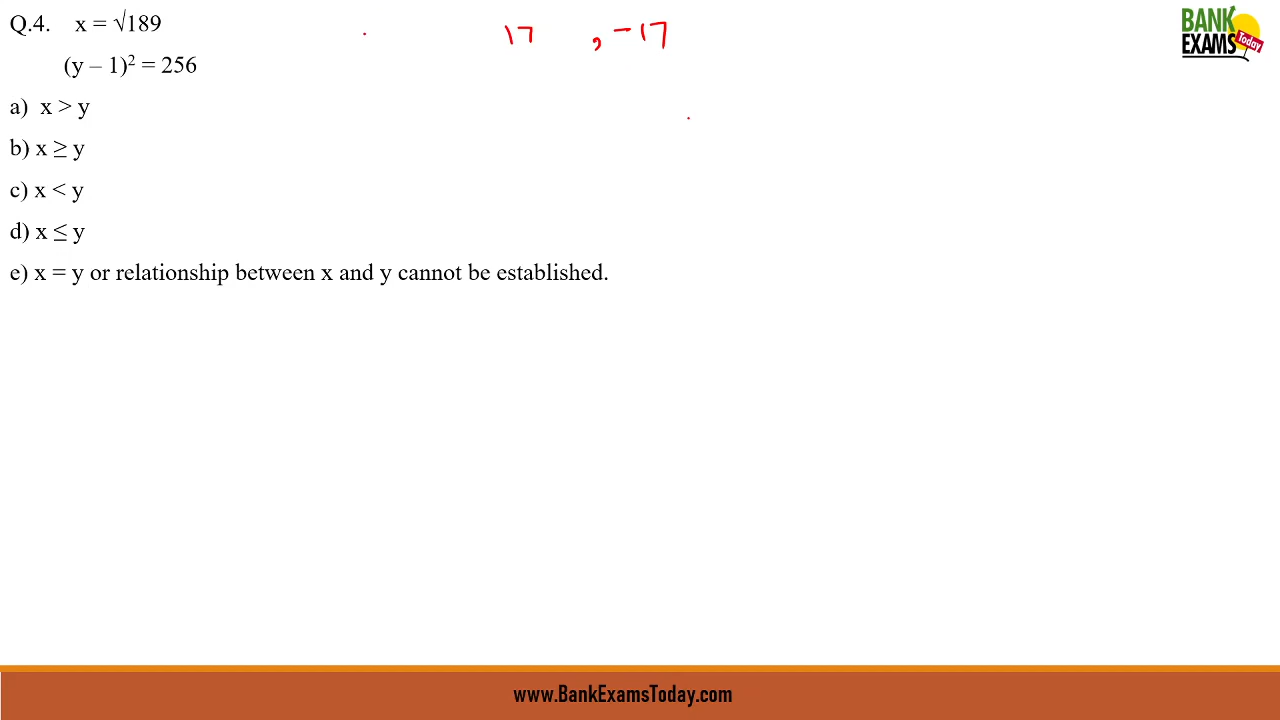 Q.4. x = √189
17 , -17
(y – 1)² = 256
a) x > y
b) x ≥ y
c) x < y
d) x ≤ y
e) x = y or relationship between x and y cannot be established.
BANK
EXAMS Today
www.BankExamsToday.com